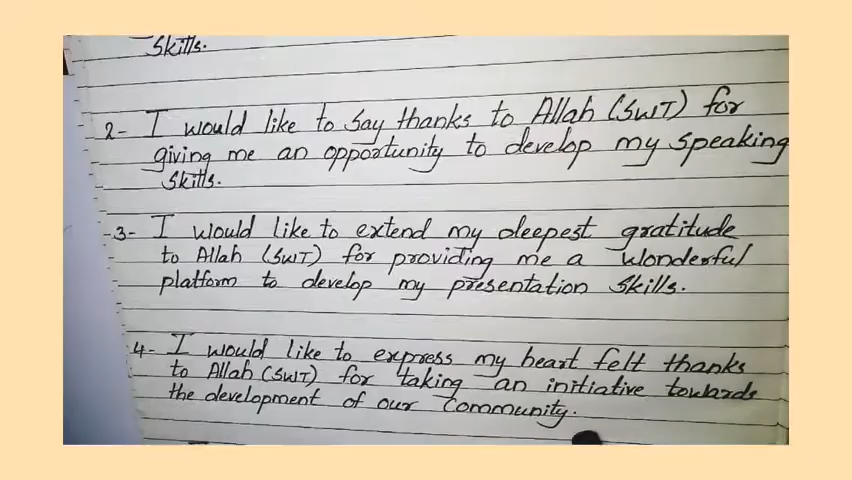 Skills.
2- I would like to say thanks to Allah (SWT) for
giving me an opportunity to develop my speaking
skills.
3- I would like to extend my deepest gratitude
to Allah (SWT) for providing me a wonderful
platform to develop my presentation skills.
4- I would like to express my heart felt thanks
to Allah (SWT) for taking an initiative towards
the development of our community.